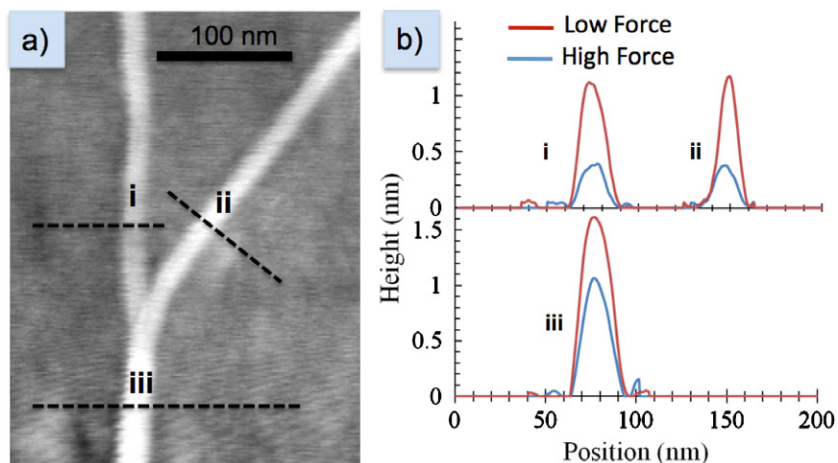 a)
100 nm
i
ii
iii
b)
Low Force
High Force
1
0.5
0
i
ii
1.5
1
0.5
0
iii
Height (nm)
0 50 100 150 200
Position (nm)